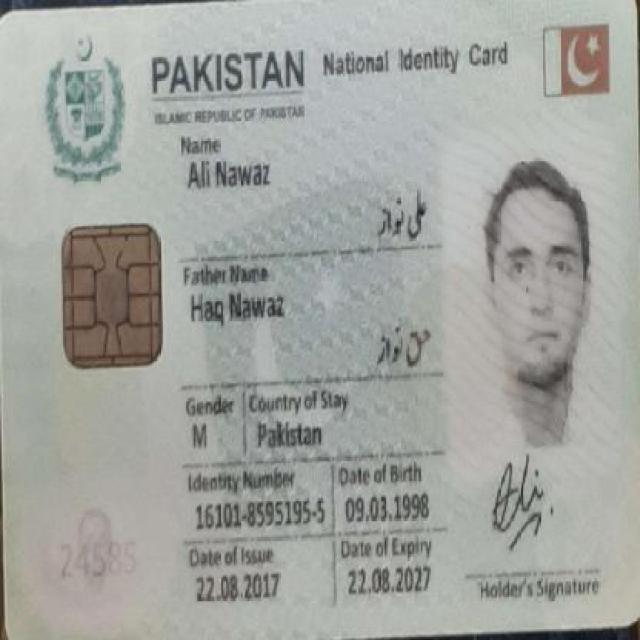 PAKISTAN National Identity Card
ISLAMIC REPUBLIC OF PAKISTAN
Name
Ali Nawaz
علی نواز
Father Name
Haq Nawaz
حق نواز
Gender Country of Stay
M Pakistan
Identity Number Date of Birth
16101-8595195-5 09.03.1998
Date of Issue Date of Expiry
22.08.2017 22.08.2027
24585
Ali
Holder's Signature